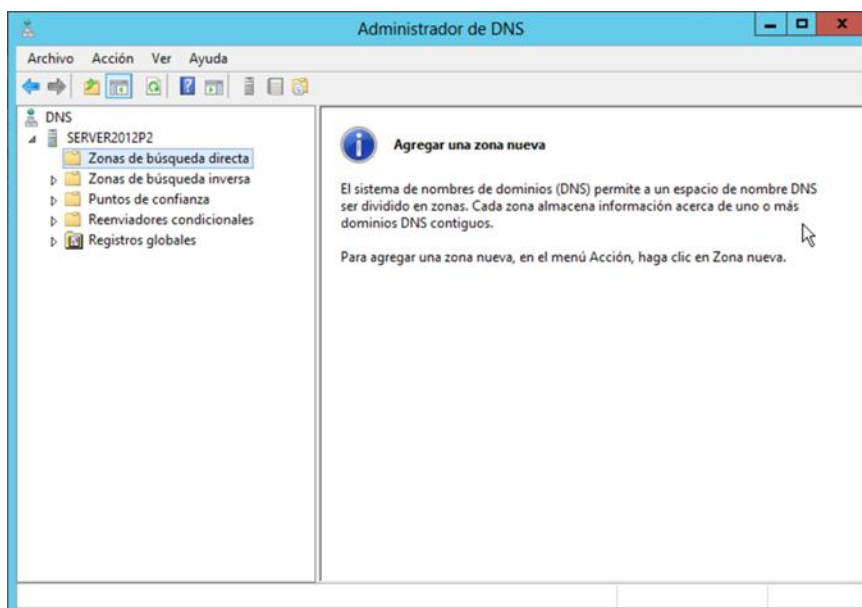 Administrador de DNS
Archivo Acción Ver Ayuda
DNS
SERVER2012P2
Zonas de búsqueda directa
Zonas de búsqueda inversa
Puntos de confianza
Reenviadores condicionales
Registros globales
Agregar una zona nueva
El sistema de nombres de dominios (DNS) permite a un espacio de nombre DNS
ser dividido en zonas. Cada zona almacena información acerca de uno o más
dominios DNS contiguos.
Para agregar una zona nueva, en el menú Acción, haga clic en Zona nueva.